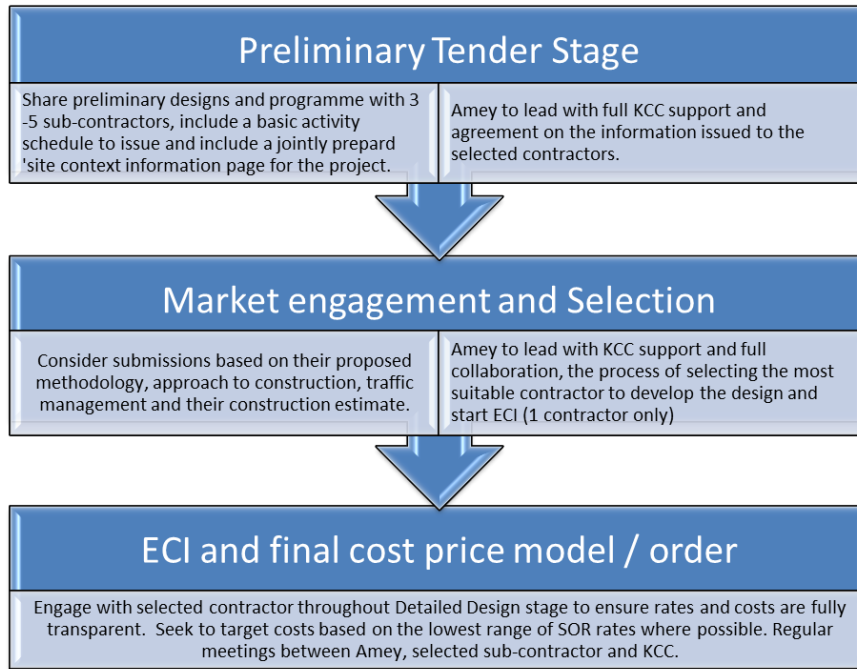 Preliminary Tender Stage
Share preliminary designs and programme with 3
-5 sub-contractors, include a basic activity
schedule to issue and include a jointly prepard
'site context information page for the project.
Amey to lead with full KCC support and
agreement on the information issued to the
selected contractors.
Market engagement and Selection
Consider submissions based on their proposed
methodology, approach to construction, traffic
management and their construction estimate.
Amey to lead with KCC support and full
collaboration, the process of selecting the most
suitable contractor to develop the design and
start ECI (1 contractor only)
ECI and final cost price model / order
Engage with selected contractor throughout Detailed Design stage to ensure rates and costs are fully
transparent. Seek to target costs based on the lowest range of SOR rates where possible. Regular
meetings between Amey, selected sub-contractor and KCC.